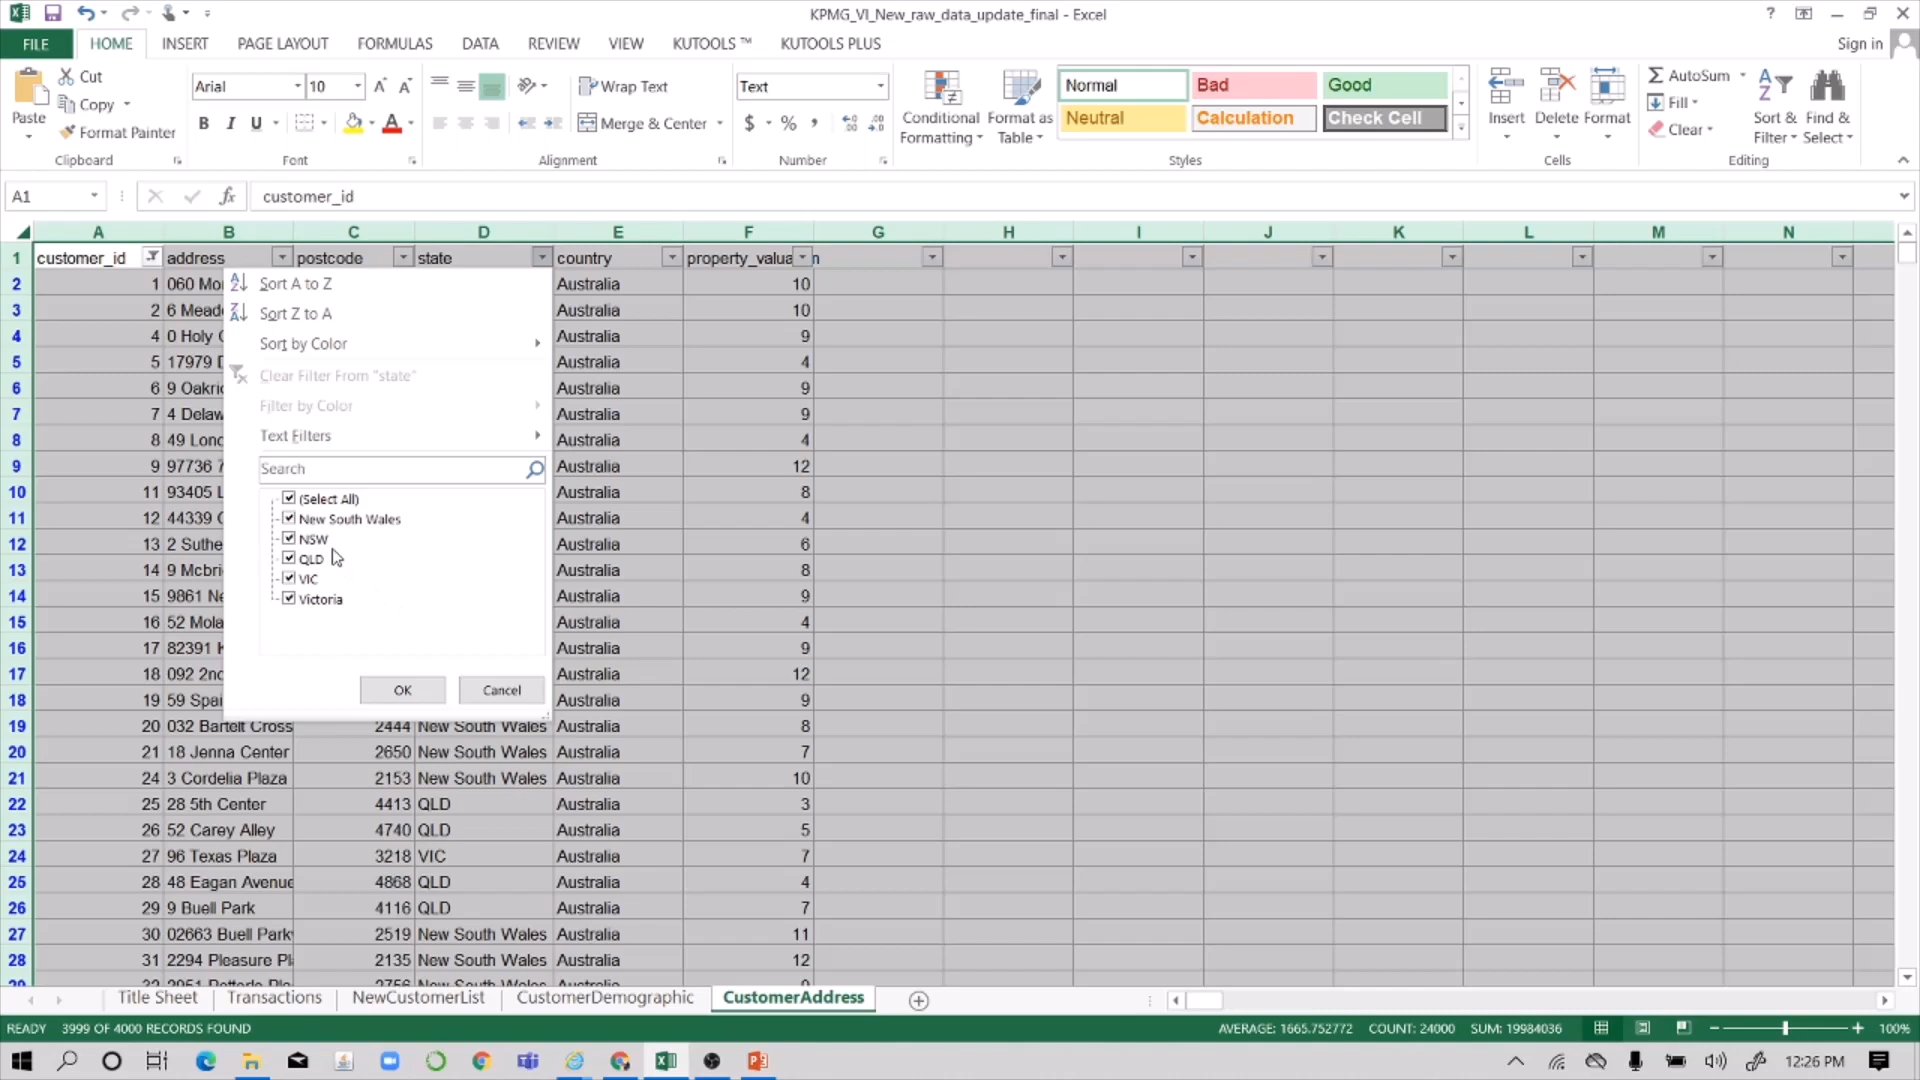 KPMG_VI_New_raw_data_update_final - Excel
?
FILE HOME INSERT PAGE LAYOUT FORMULAS DATA REVIEW VIEW KUTOOLS ™ KUTOOLS PLUS Sign in
Paste Cut Copy Format Painter
Clipboard
Arial 10
B I U
Font
Wrap Text
Merge & Center
Alignment
Text
$ % ,
Number
Conditional Formatting Format as Table
Normal Bad Good
Neutral Calculation Check Cell
Styles
Insert Delete Format
Cells
AutoSum
Fill
Clear
Sort & Filter Find & Select
Editing
A1 fx customer_id
A B C D E F G H I J K L M N
1 customer_id address postcode state country property_valua n
2 1 060 Mo Australia 10
3 2 6 Mead Australia 10
4 4 0 Holy Australia 9
5 5 17979 Australia 4
6 6 9 Oakri Australia 9
7 7 4 Delaw Australia 9
8 8 49 Lond Australia 4
9 9 97736 7 Australia 12
10 11 93405 L Australia 8
11 12 44339 Australia 4
12 13 2 Suthe Australia 6
13 14 9 Mcbri Australia 8
14 15 9861 Ne Australia 9
15 16 52 Mola Australia 4
16 17 82391 Australia 9
17 18 092 2nd Australia 12
18 19 59 Spai Australia 9
19 20 032 Bartelt Cross 2444 New South Wales Australia 8
20 21 18 Jenna Center 2650 New South Wales Australia 7
21 24 3 Cordelia Plaza 2153 New South Wales Australia 10
22 25 28 5th Center 4413 QLD Australia 3
23 26 52 Carey Alley 4740 QLD Australia 5
24 27 96 Texas Plaza 3218 VIC Australia 7
25 28 48 Eagan Avenue 4868 QLD Australia 4
26 29 9 Buell Park 4116 QLD Australia 7
27 30 02663 Buell Park 2519 New South Wales Australia 11
28 31 2294 Pleasure Pl 2135 New South Wales Australia 12
Sort A to Z
Sort Z to A
Sort by Color
Clear Filter From "state"
Filter by Color
Text Filters
Search
(Select All)
New South Wales
NSW
QLD
VIC
Victoria
OK Cancel
Title Sheet Transactions NewCustomerList CustomerDemographic CustomerAddress
READY 3999 OF 4000 RECORDS FOUND AVERAGE: 1665.752772 COUNT: 24000 SUM: 19984036 100%
12:26 PM